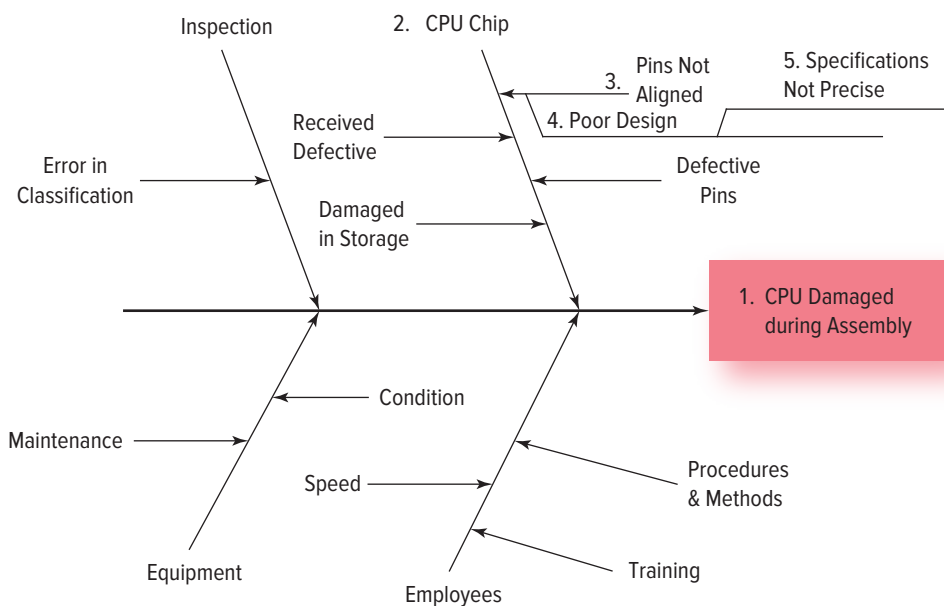 Inspection
2. CPU Chip
3. Pins Not
Aligned
5. Specifications
Not Precise
4. Poor Design
Received
Defective
Error in
Classification
Defective
Pins
Damaged
in Storage
1. CPU Damaged
during Assembly
Condition
Maintenance
Speed
Procedures
& Methods
Equipment
Training
Employees